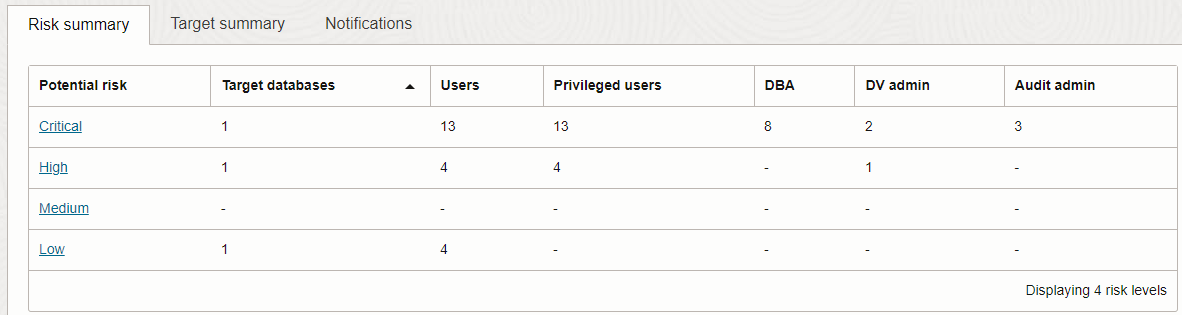 Risk summary Target summary Notifications
Potential risk Target databases Users Privileged users DBA DV admin Audit admin
Critical 1 13 13 8 2 3
High 1 4 4 - 1 -
Medium - - - - - -
Low 1 4 - - - -
Displaying 4 risk levels